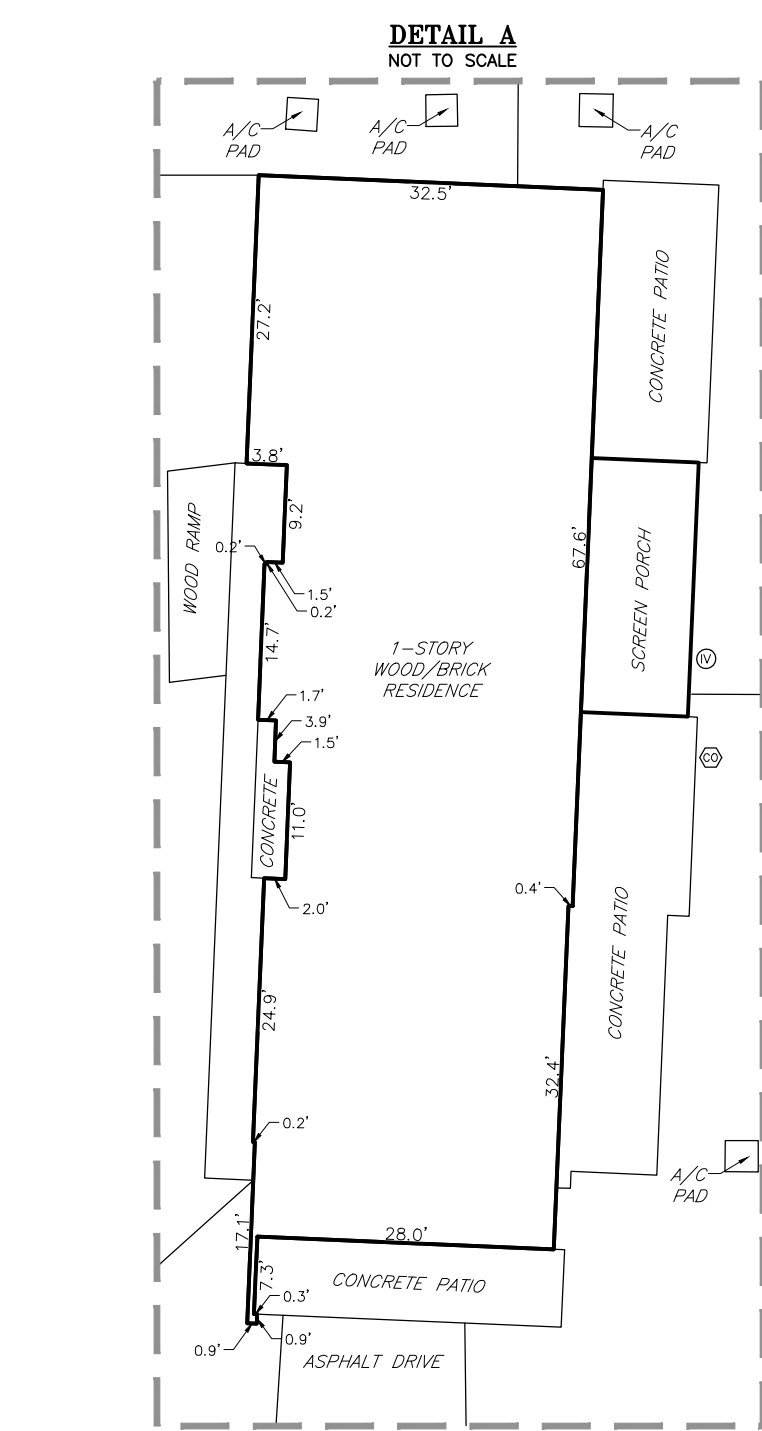 DETAIL A
NOT TO SCALE
A/C
PAD
A/C
PAD
A/C
PAD
32.5'
27.2'
CONCRETE PATIO
3.8'
9.2'
WOOD RAMP
0.2'
67.6'
SCREEN PORCH
1.5'
0.2'
14.7'
1-STORY
WOOD/BRICK
RESIDENCE
IV
1.7'
3.9'
1.5'
CO
CONCRETE
11.0'
0.4'
2.0'
CONCRETE PATIO
24.9'
32.4'
0.2'
A/C
PAD
17.1'
28.0'
7.3'
CONCRETE PATIO
0.3'
0.9'
0.9'
ASPHALT DRIVE